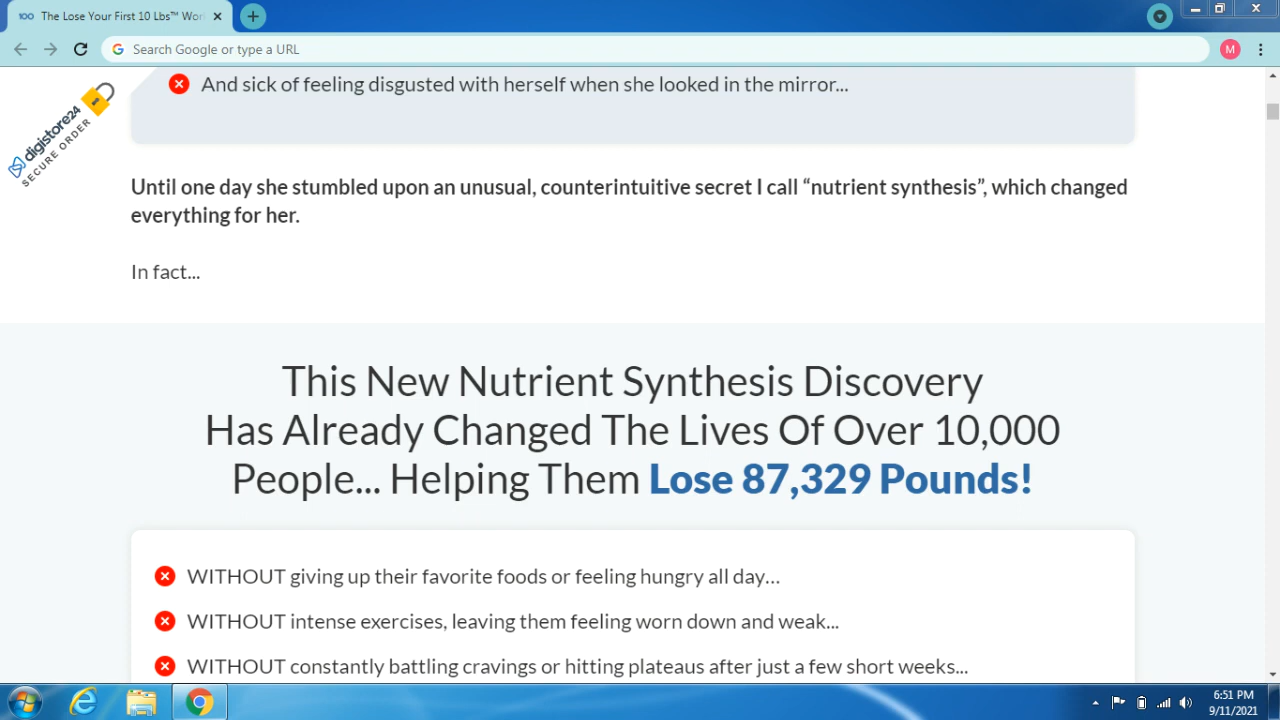 100 The Lose Your First 10 Lbs™ Wor
Search Google or type a URL
M
digistore24
SECURE ORDER
And sick of feeling disgusted with herself when she looked in the mirror...
Until one day she stumbled upon an unusual, counterintuitive secret I call “nutrient synthesis”, which changed
everything for her.
In fact...
This New Nutrient Synthesis Discovery
Has Already Changed The Lives Of Over 10,000
People... Helping Them Lose 87,329 Pounds!
WITHOUT giving up their favorite foods or feeling hungry all day…
WITHOUT intense exercises, leaving them feeling worn down and weak...
WITHOUT constantly battling cravings or hitting plateaus after just a few short weeks...
6:51 PM
9/11/2021